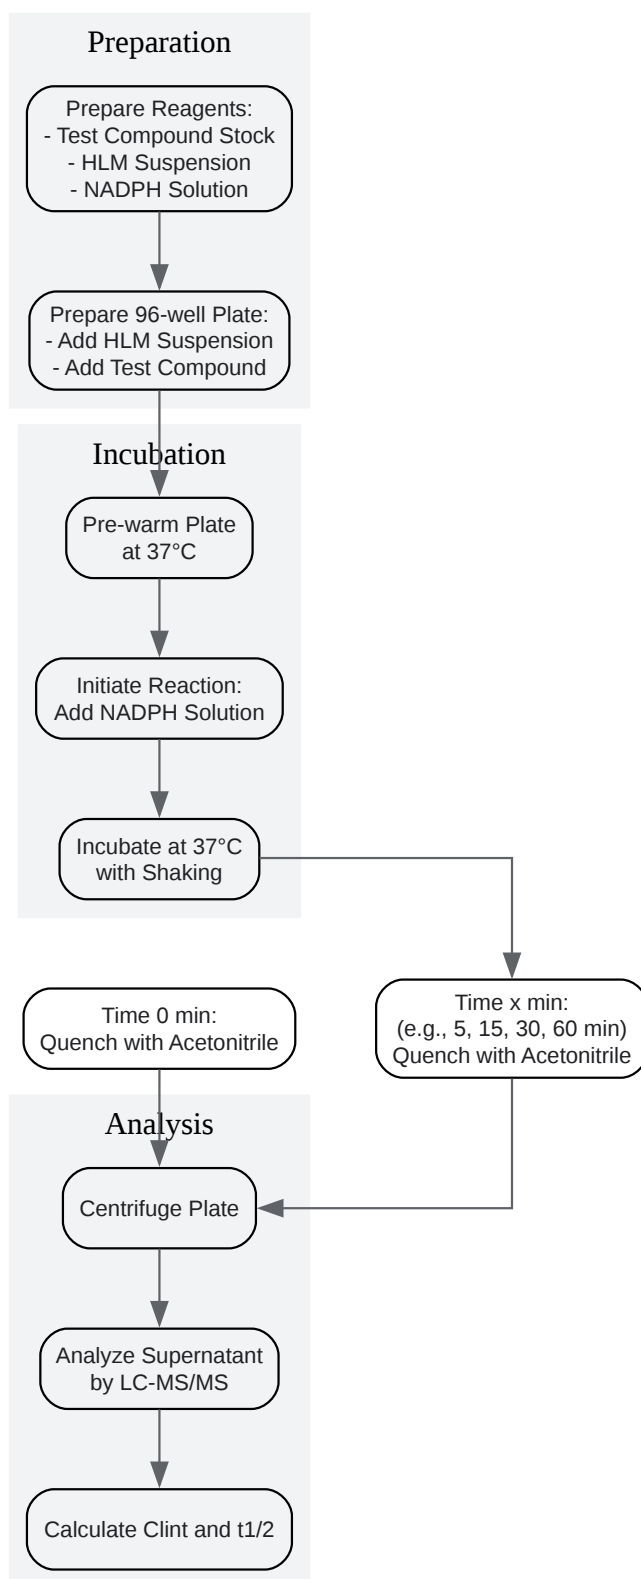 Preparation
Prepare Reagents:
- Test Compound Stock
- HLM Suspension
- NADPH Solution
Prepare 96-well Plate:
- Add HLM Suspension
- Add Test Compound
Incubation
Pre-warm Plate
at 37°C
Initiate Reaction:
Add NADPH Solution
Incubate at 37°C
with Shaking
Time 0 min:
Quench with Acetonitrile
Time x min:
(e.g., 5, 15, 30, 60 min)
Quench with Acetonitrile
Analysis
Centrifuge Plate
Analyze Supernatant
by LC-MS/MS
Calculate Clint and t1/2